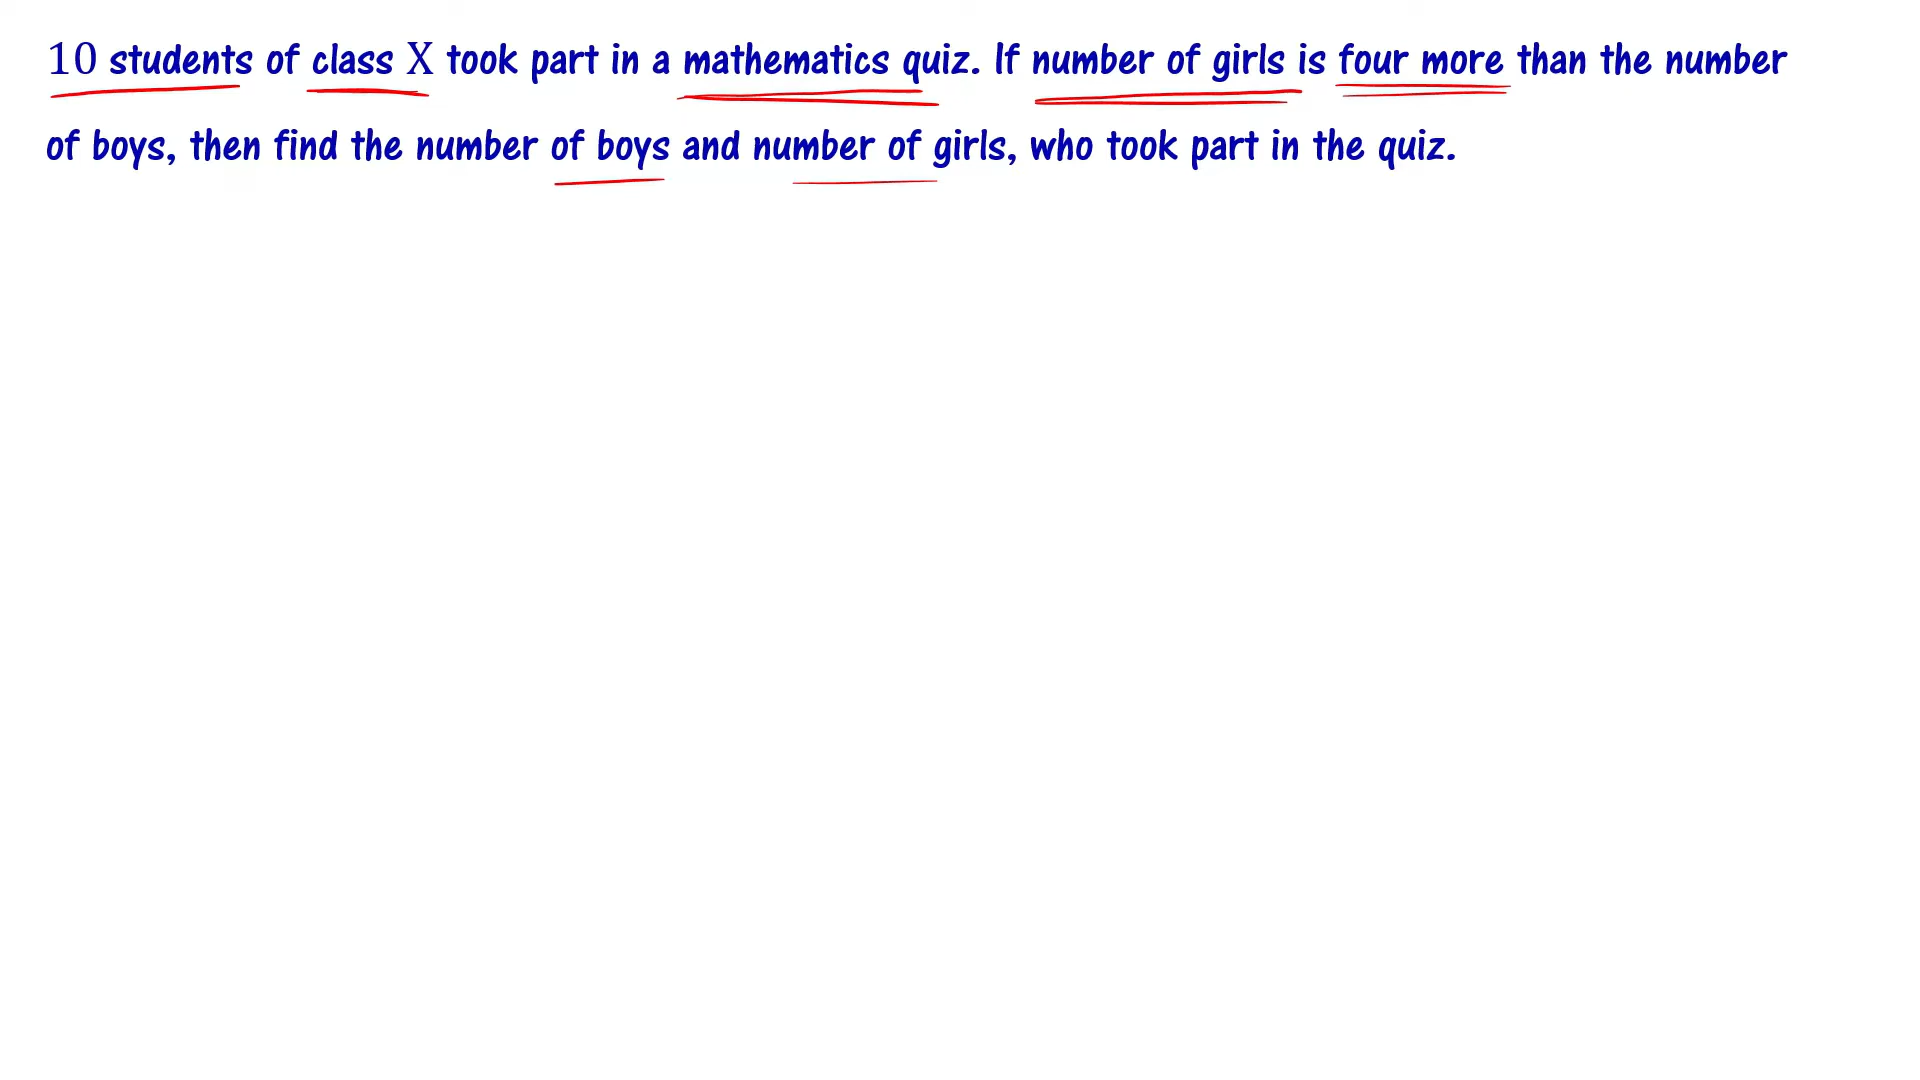 10 students of class X took part in a mathematics quiz. If number of girls is four more than the number
of boys, then find the number of boys and number of girls, who took part in the quiz.